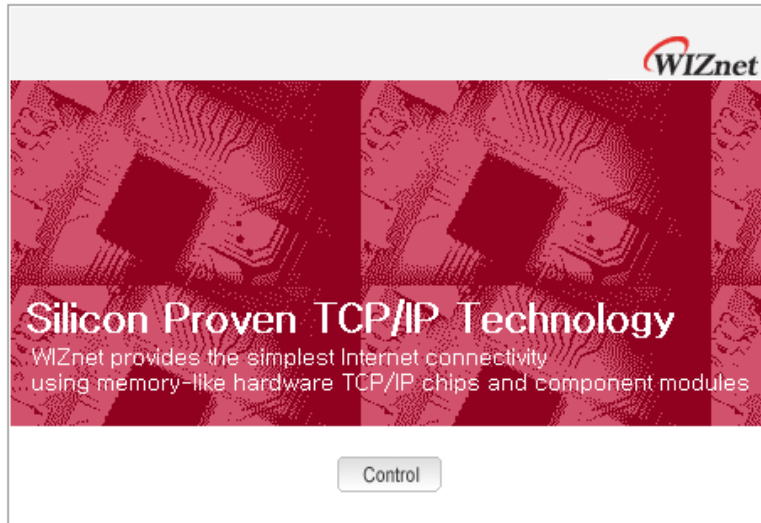 WIZnet
Silicon Proven TCP/IP Technology
WIZnet provides the simplest Internet connectivity
using memory-like hardware TCP/IP chips and component modules
Control